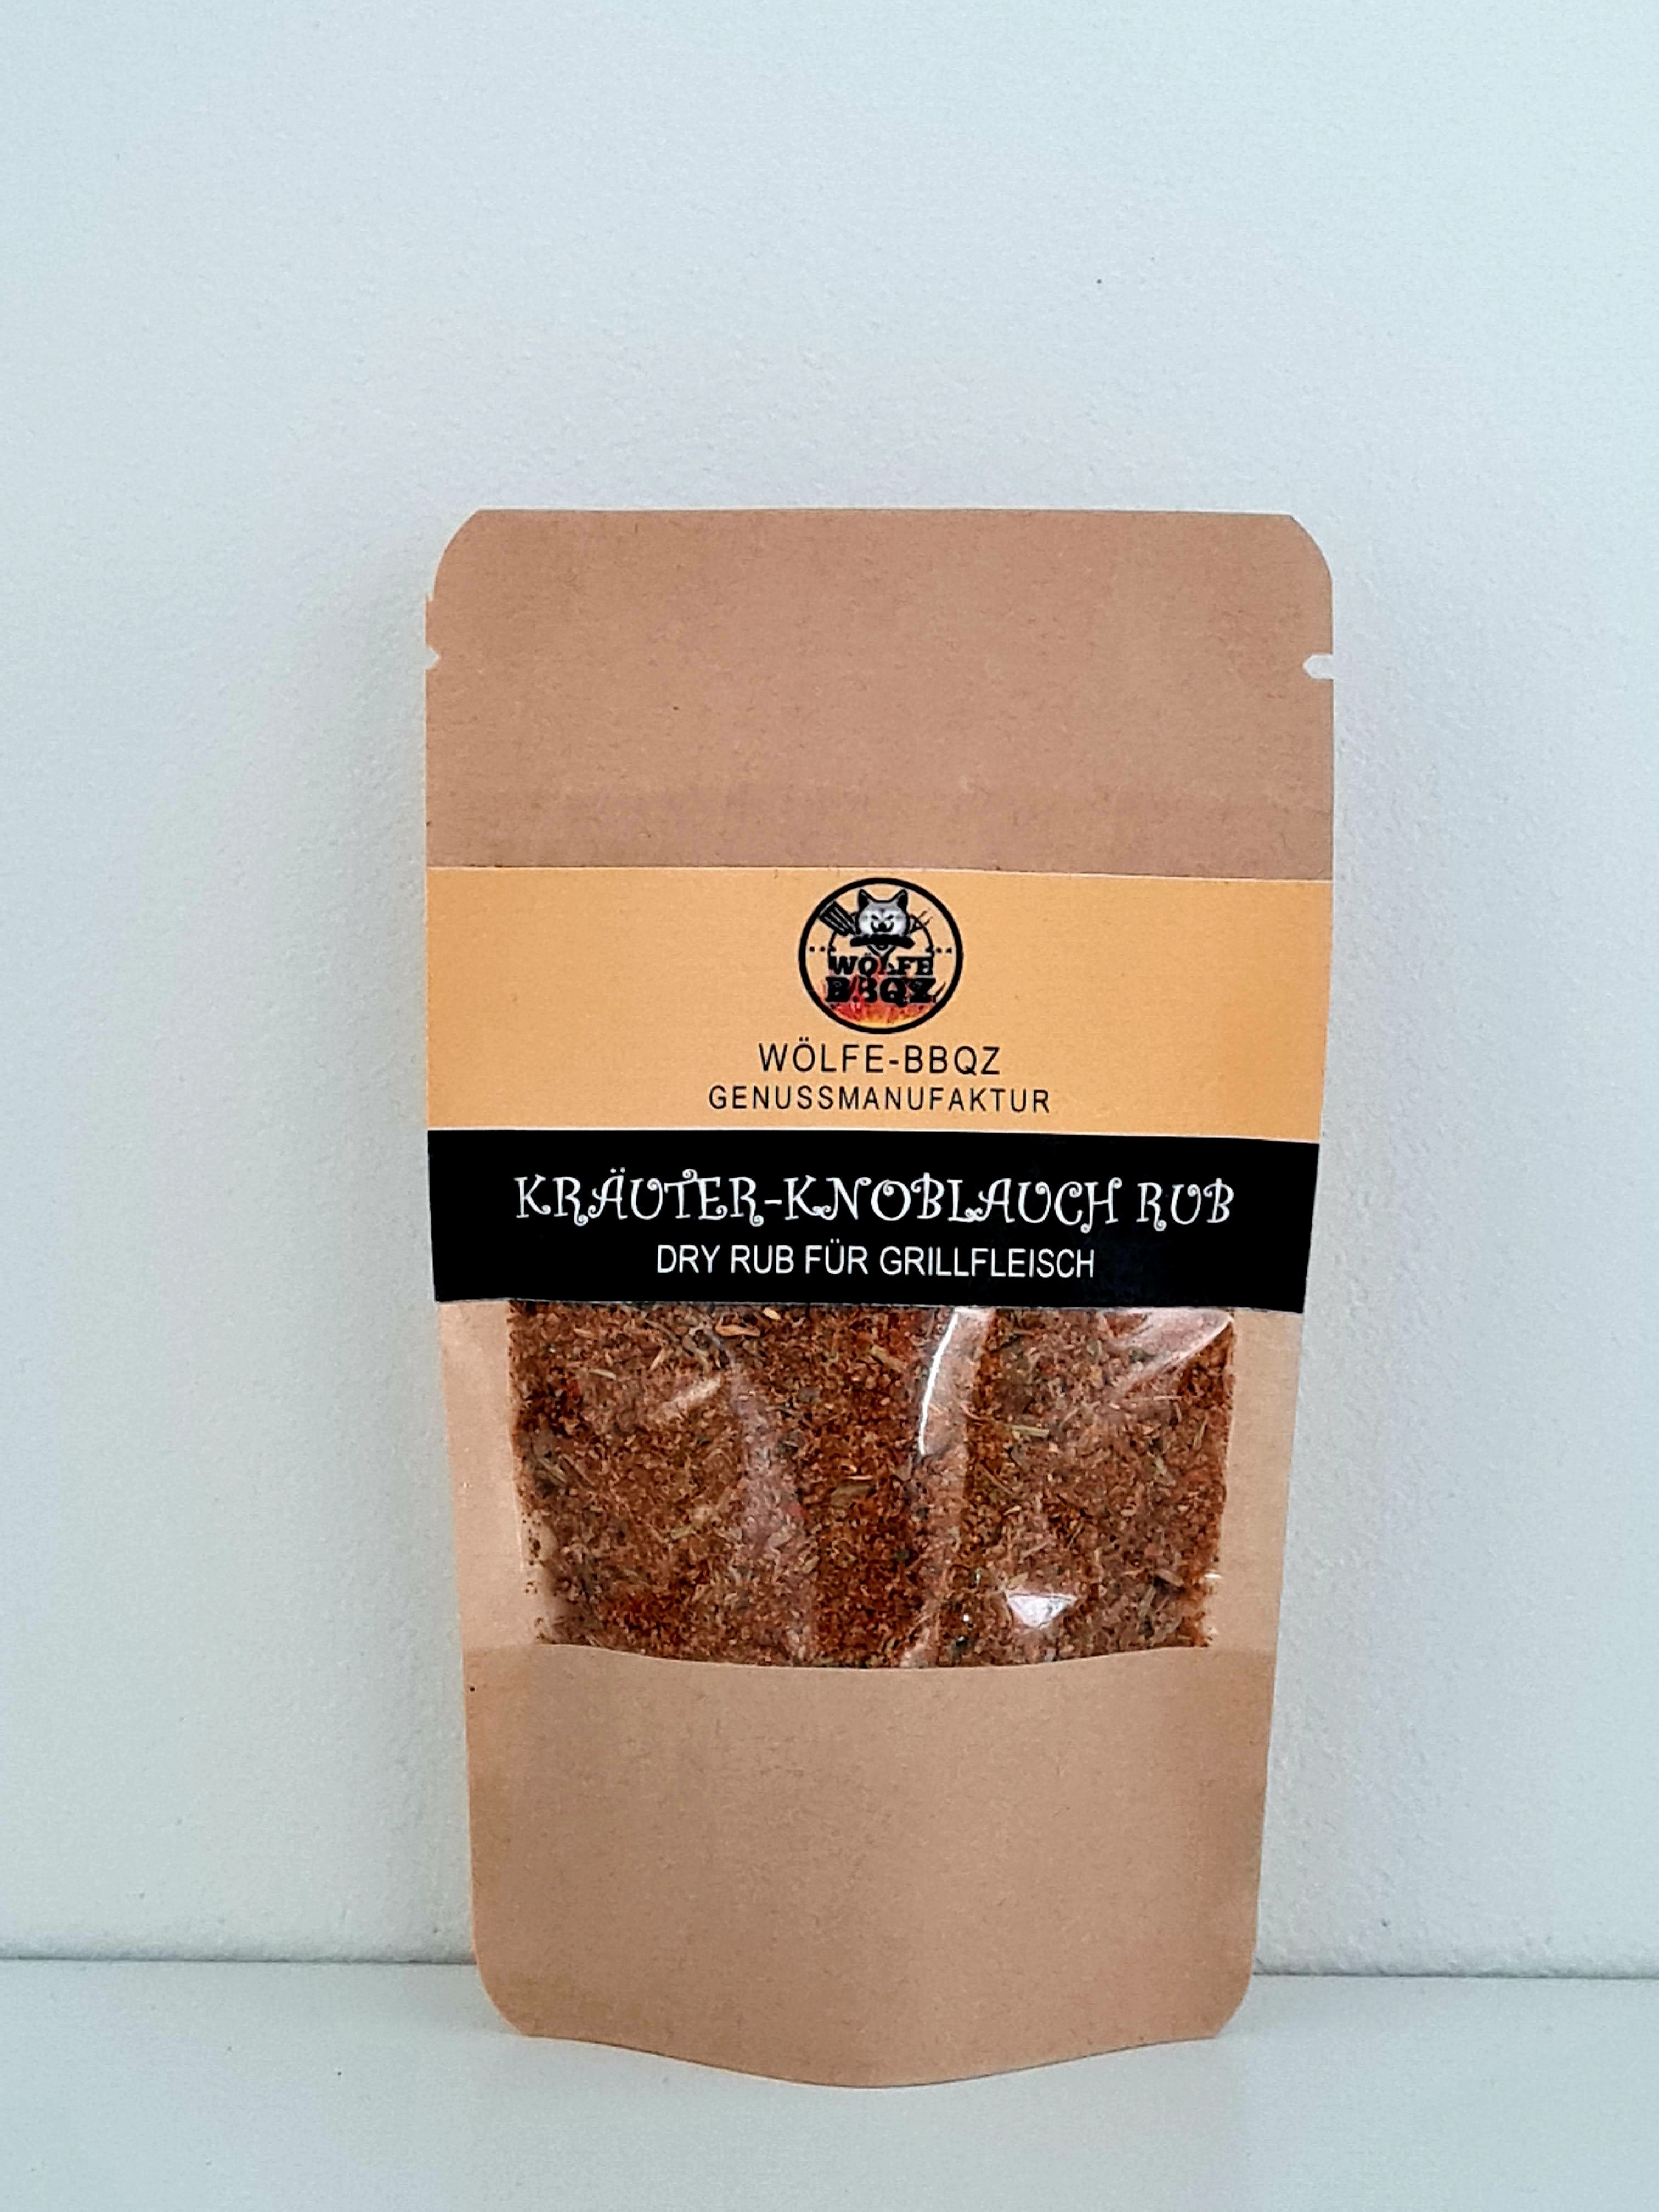 WÖLFE
BBQZ
WÖLFE-BBQZ
GENUSSMANUFAKTUR
KRÄUTER-KNOBLAUCH RUB
DRY RUB FÜR GRILLFLEISCH